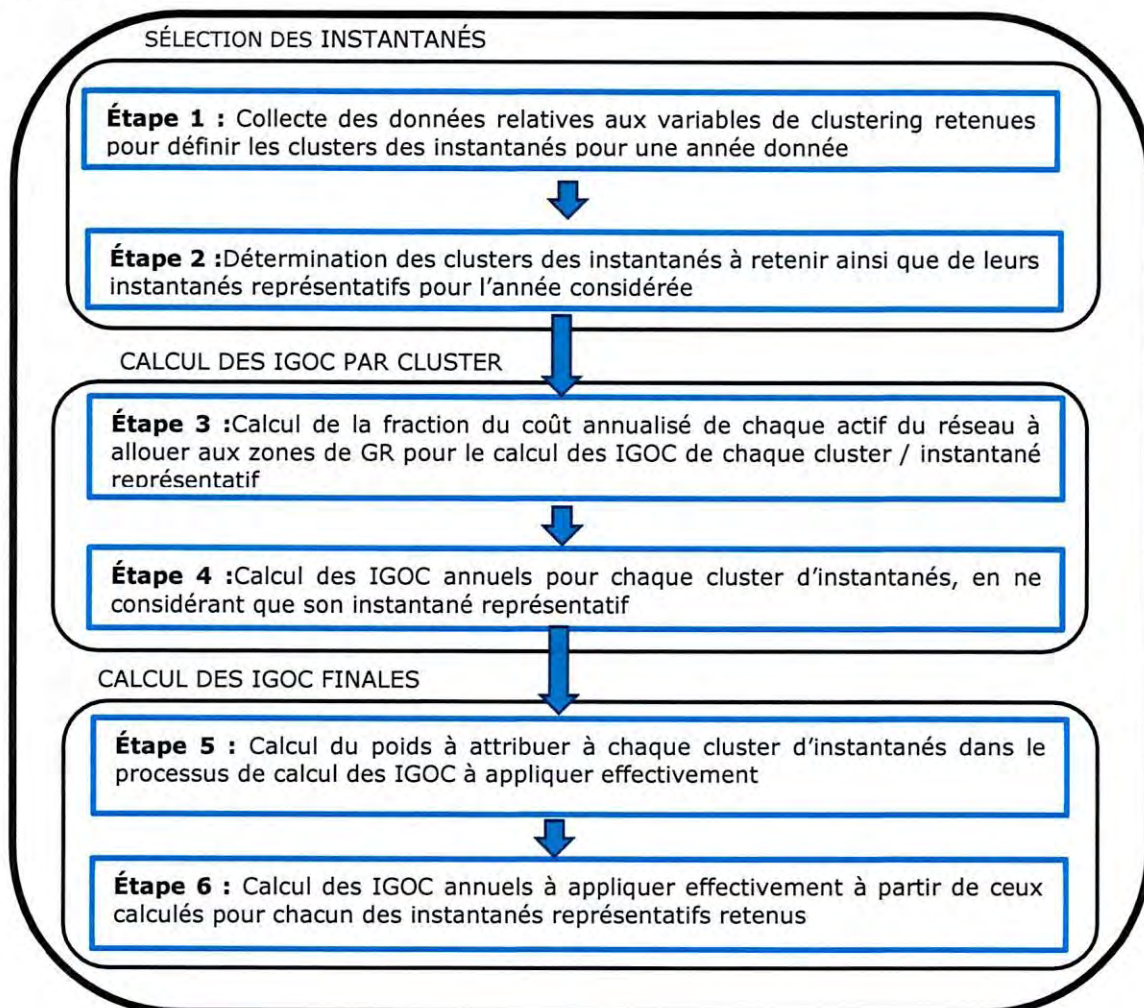 SÉLECTION DES INSTANTANÉS
Étape 1 : Collecte des données relatives aux variables de clustering retenues
pour définir les clusters des instantanés pour une année donnée
Étape 2 :Détermination des clusters des instantanés à retenir ainsi que de leurs
instantanés représentatifs pour l'année considérée
CALCUL DES IGOC PAR CLUSTER
Étape 3 :Calcul de la fraction du coût annualisé de chaque actif du réseau à
allouer aux zones de GR pour le calcul des IGOC de chaque cluster / instantané
représentatif
Étape 4 :Calcul des IGOC annuels pour chaque cluster d'instantanés, en ne
considérant que son instantané représentatif
CALCUL DES IGOC FINALES
Étape 5 : Calcul du poids à attribuer à chaque cluster d'instantanés dans le
processus de calcul des IGOC à appliquer effectivement
Étape 6 : Calcul des IGOC annuels à appliquer effectivement à partir de ceux
calculés pour chacun des instantanés représentatifs retenus